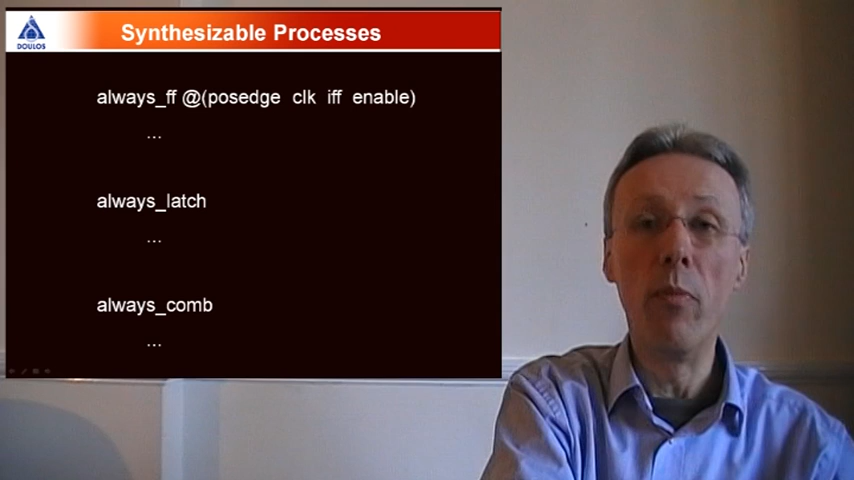 DOULOS
Synthesizable Processes
always_ff @(posedge clk iff enable)
...
always_latch
...
always_comb
...